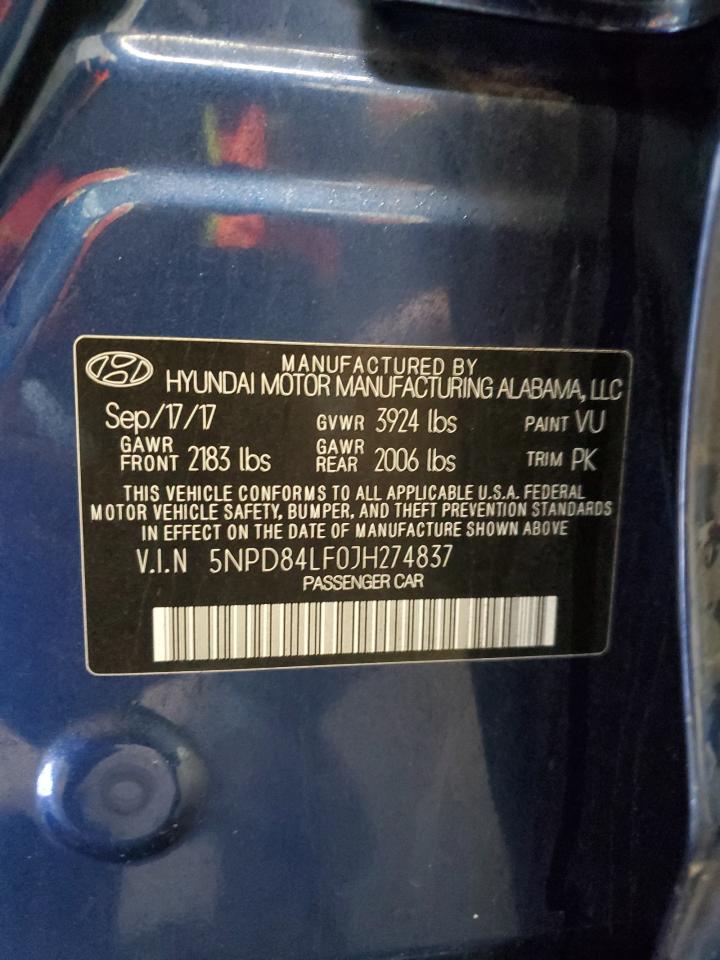 MANUFACTURED BY
HYUNDAI MOTOR MANUFACTURING ALABAMA, LLC
Sep/17/17 GVWR 3924 lbs PAINT VU
GAWR FRONT 2183 lbs GAWR REAR 2006 lbs TRIM PK
THIS VEHICLE CONFORMS TO ALL APPLICABLE U.S.A. FEDERAL
MOTOR VEHICLE SAFETY, BUMPER, AND THEFT PREVENTION STANDARDS
IN EFFECT ON THE DATE OF MANUFACTURE SHOWN ABOVE
V.I.N 5NPD84LF0JH274837
PASSENGER CAR